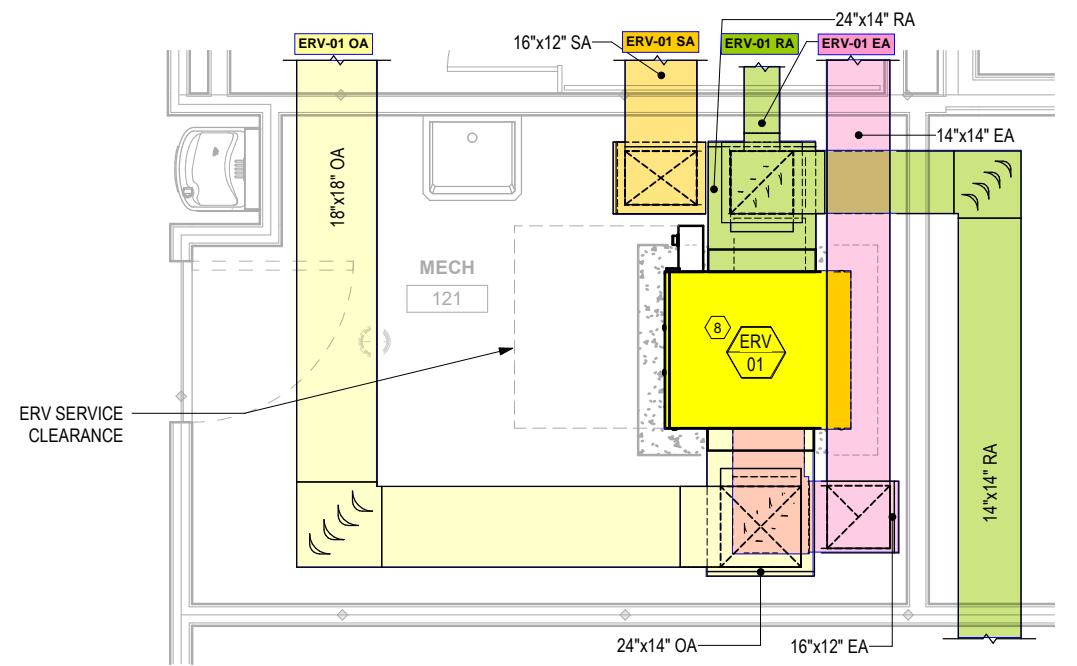 24"x14" RA
ERV-01 OA
16"x12" SA
ERV-01 SA
ERV-01 RA
ERV-01 EA
14"x14" EA
18"x18" OA
MECH
121
8
ERV
01
ERV SERVICE
CLEARANCE
14"x14" RA
24"x14" OA
16"x12" EA